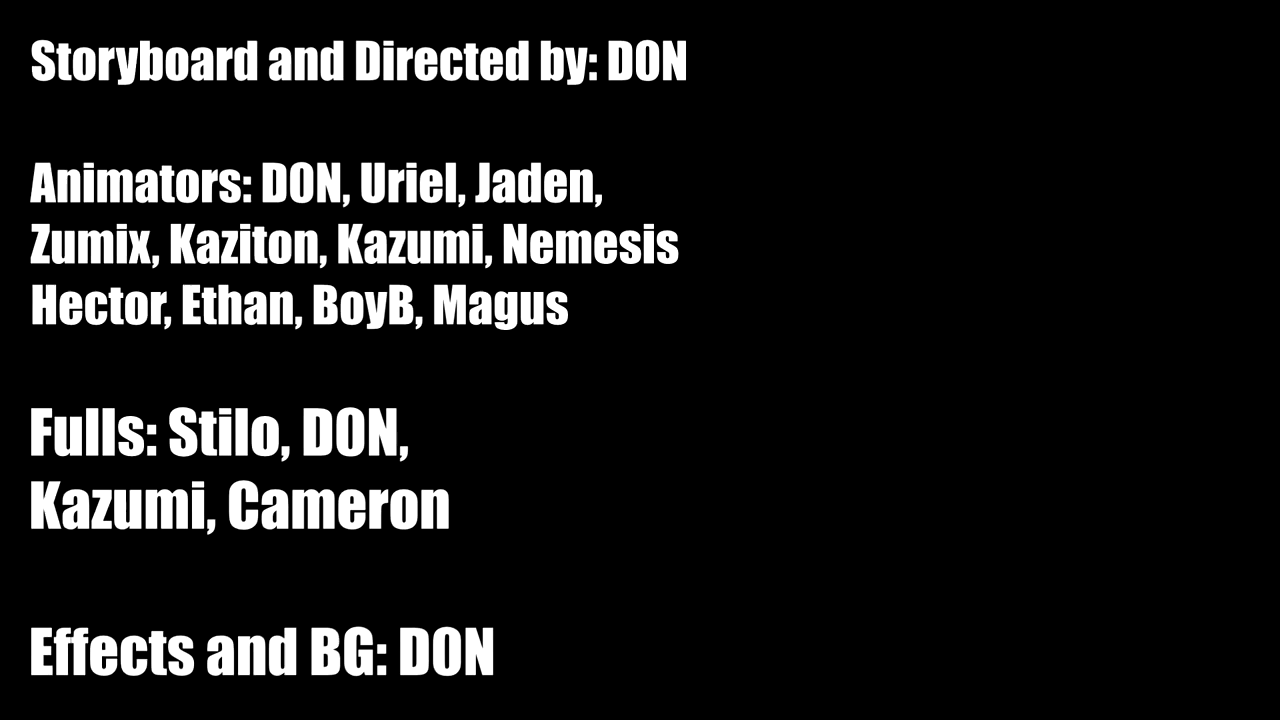 Storyboard and Directed by: DON
Animators: DON, Uriel, Jaden,
Zumix, Kaziton, Kazumi, Nemesis
Hector, Ethan, BoyB, Magus
Fulls: Stilo, DON,
Kazumi, Cameron
Effects and BG: DON